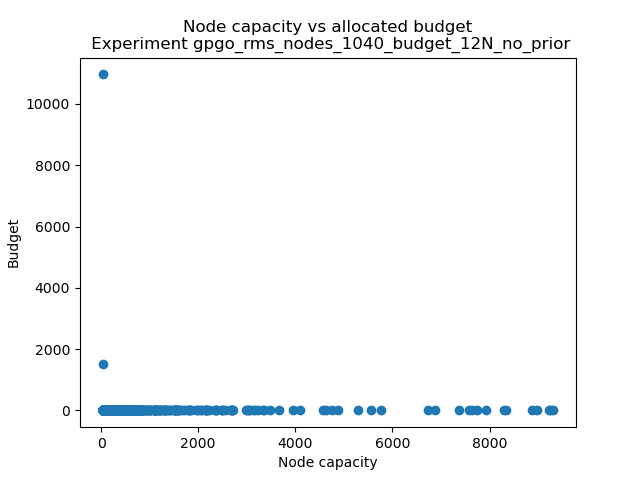 Node capacity vs allocated budget
Experiment gpgo_rms_nodes_1040_budget_12N_no_prior
10000
8000
6000
4000
2000
0
Budget
0 2000 4000 6000 8000
Node capacity